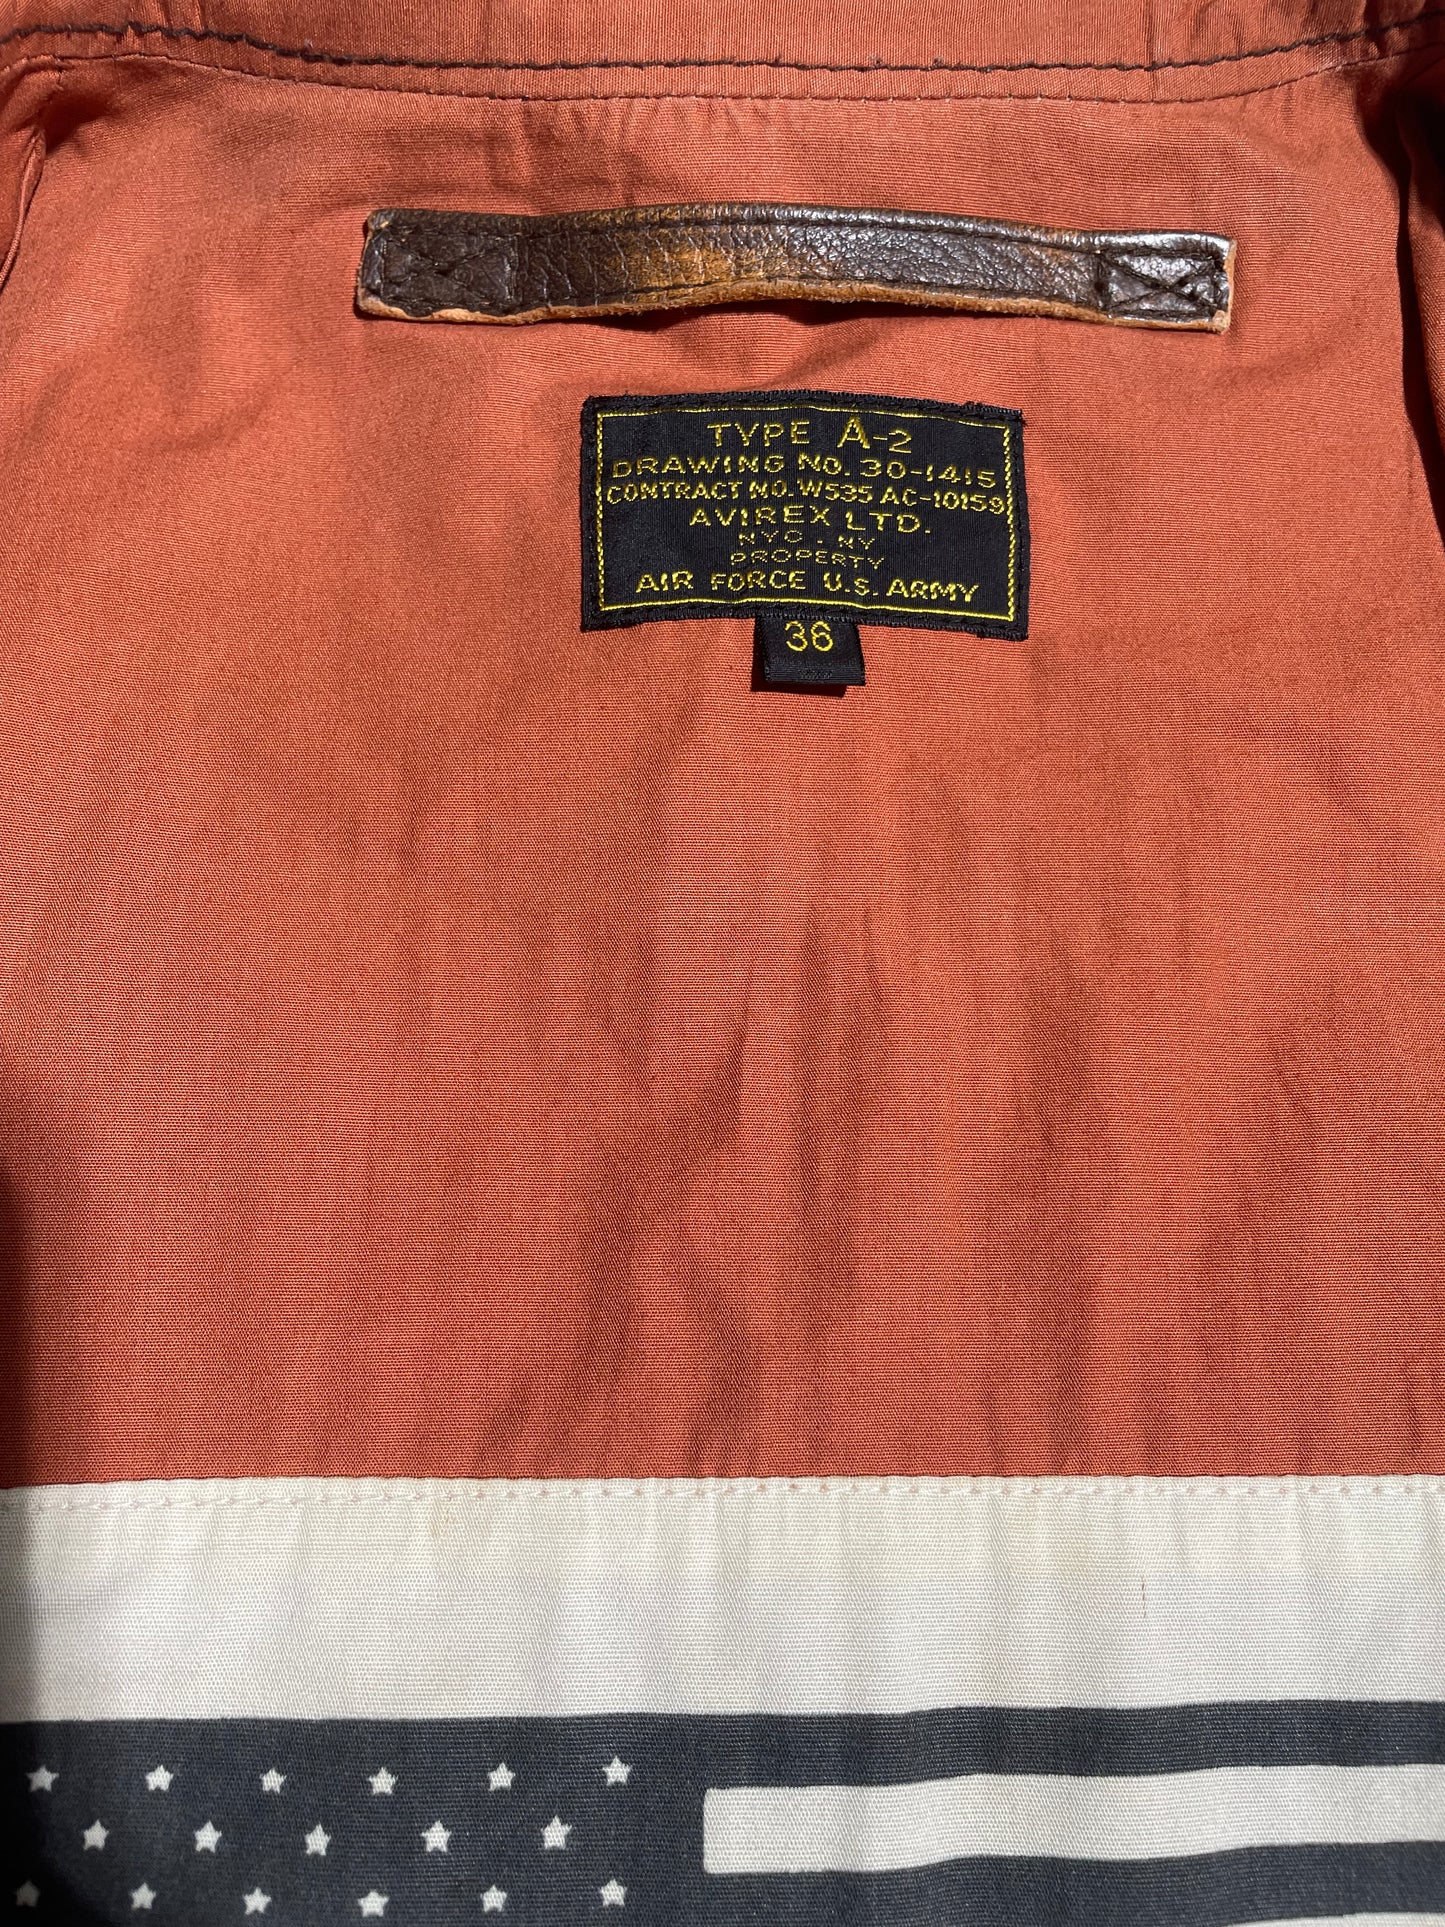 TYPE A-2
DRAWING NO. 30-1415
CONTRACT NO. W535 AC-10159
AVIREX LTD.
NYC - NY
PROPERTY
AIR FORCE U.S. ARMY
36